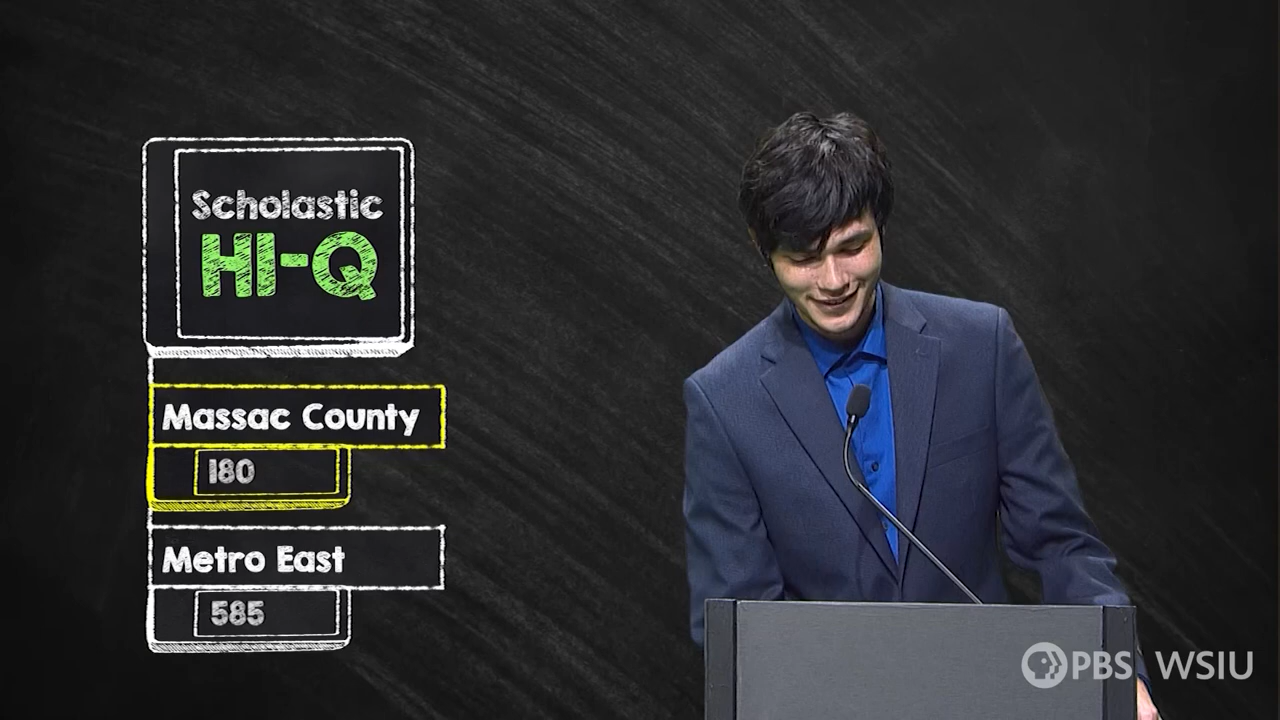 Scholastic
HI-Q
Massac County
180
Metro East
585
PBS WSIU